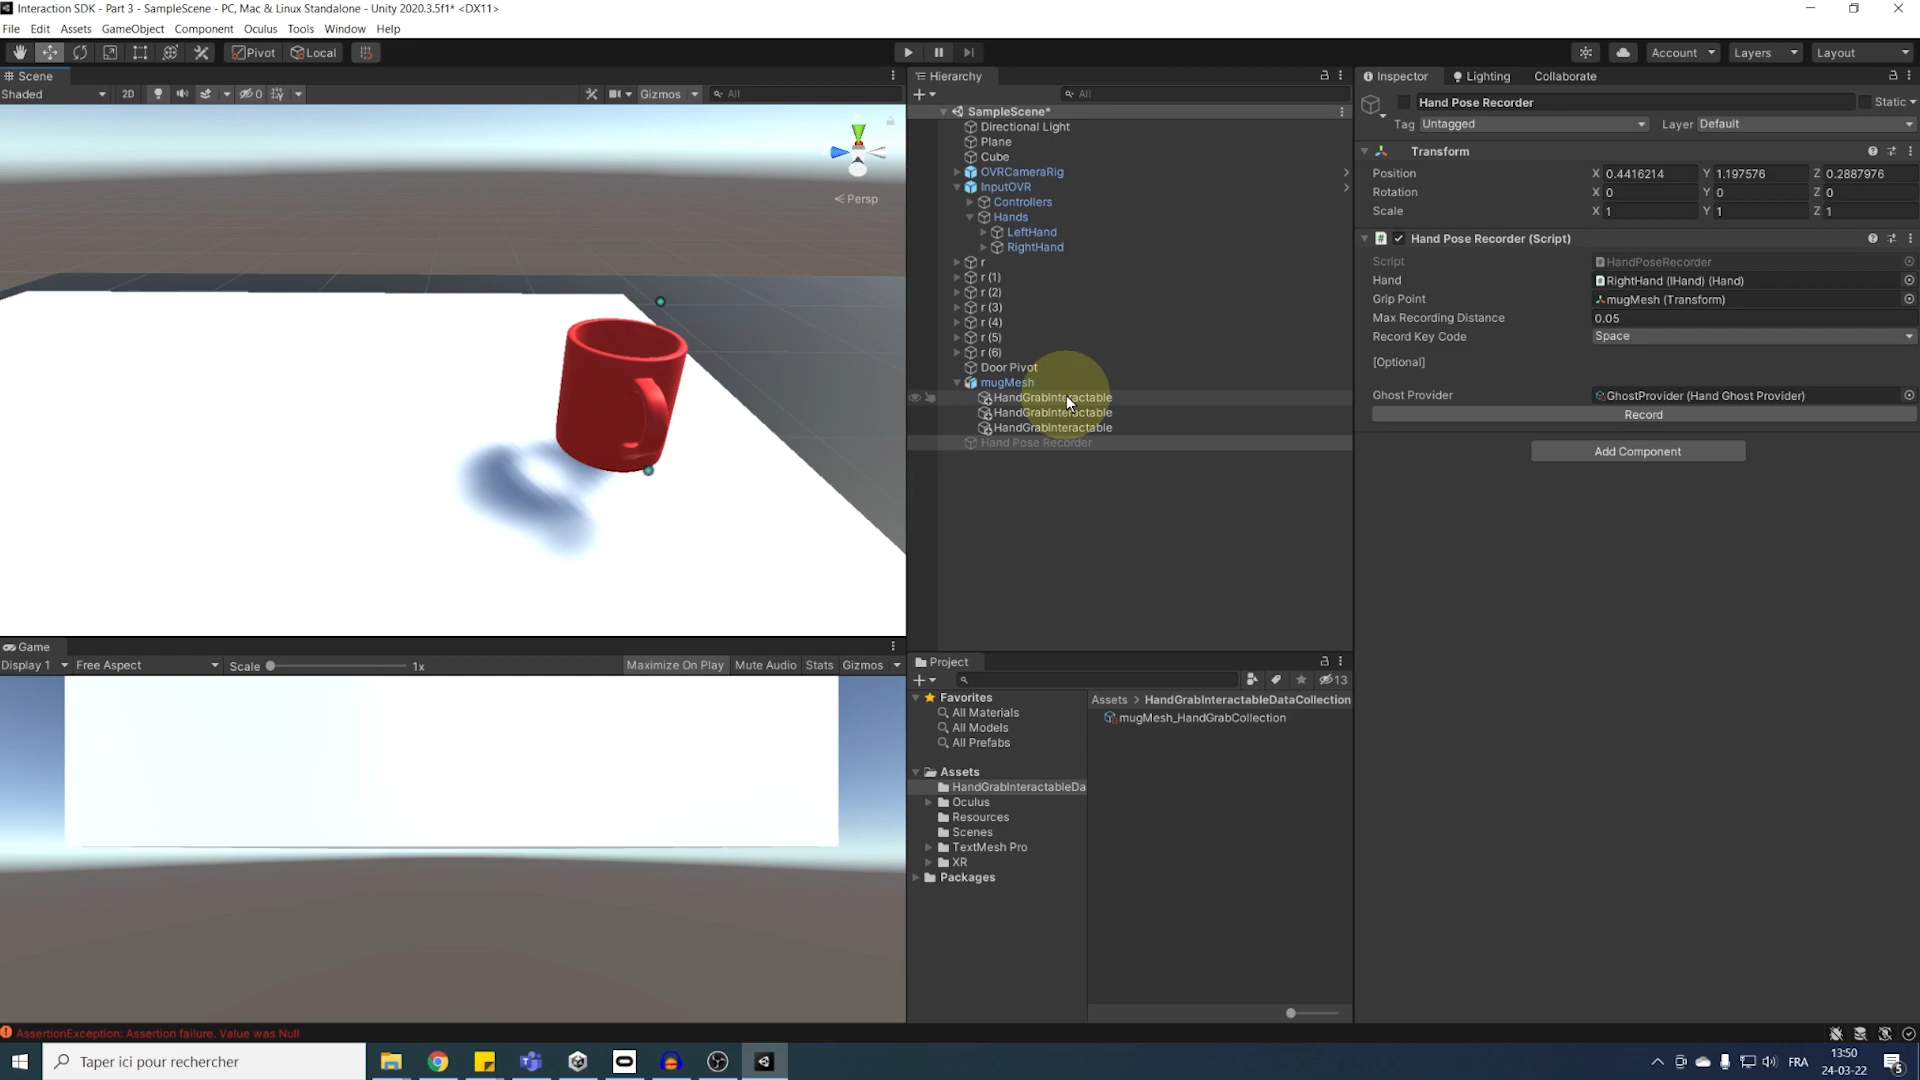 Interaction SDK - Part 3 - SampleScene - PC, Mac & Linux Standalone - Unity 2020.3.5f1* <DX11>
File Edit Assets GameObject Component Oculus Tools Window Help
Pivot Local Account Layers Layout
Scene
Shaded 2D 0 Gizmos All
Persp
Game
Display 1 Free Aspect Scale 1x Maximize On Play Mute Audio Stats Gizmos
Hierarchy
All
SampleScene*
Directional Light
Plane
Cube
OVRCameraRig
InputOVR
Controllers
Hands
LeftHand
RightHand
r
r (1)
r (2)
r (3)
r (4)
r (5)
r (6)
Door Pivot
mugMesh
HandGrabInteractable
HandGrabInteractable
HandGrabInteractable
Hand Pose Recorder
Project
13
Favorites
All Materials
All Models
All Prefabs
Assets
HandGrabInteractableDa
Oculus
Resources
Scenes
TextMesh Pro
XR
Packages
Assets > HandGrabInteractableDataCollection
mugMesh_HandGrabCollection
Inspector Lighting Collaborate
Hand Pose Recorder Static
Tag Untagged Layer Default
Transform
Position X 0.4416214 Y 1.197576 Z 0.2887976
Rotation X 0 Y 0 Z 0
Scale X 1 Y 1 Z 1
Hand Pose Recorder (Script)
Script HandPoseRecorder
Hand RightHand (IHand) (Hand)
Grip Point mugMesh (Transform)
Max Recording Distance 0.05
Record Key Code Space
[Optional]
Ghost Provider GhostProvider (Hand Ghost Provider)
Record
Add Component
AssertionException: Assertion failure. Value was Null
Taper ici pour rechercher
FRA
13:50
24-03-22
5